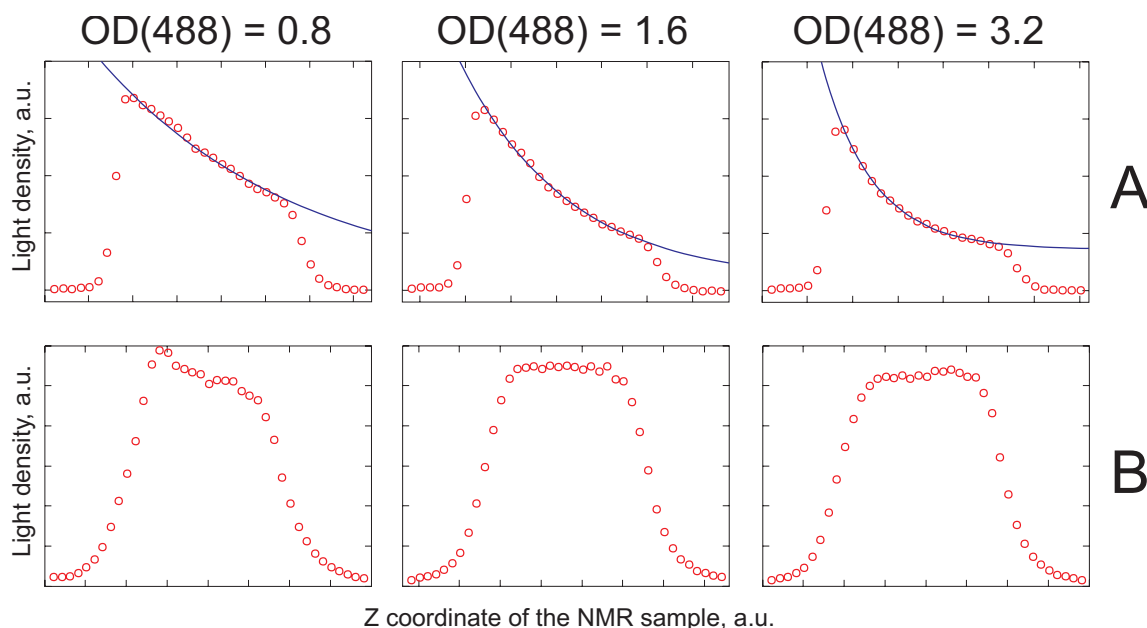 OD(488) = 0.8
OD(488) = 1.6
OD(488) = 3.2
Light density, a.u.
A
Light density, a.u.
B
Z coordinate of the NMR sample, a.u.